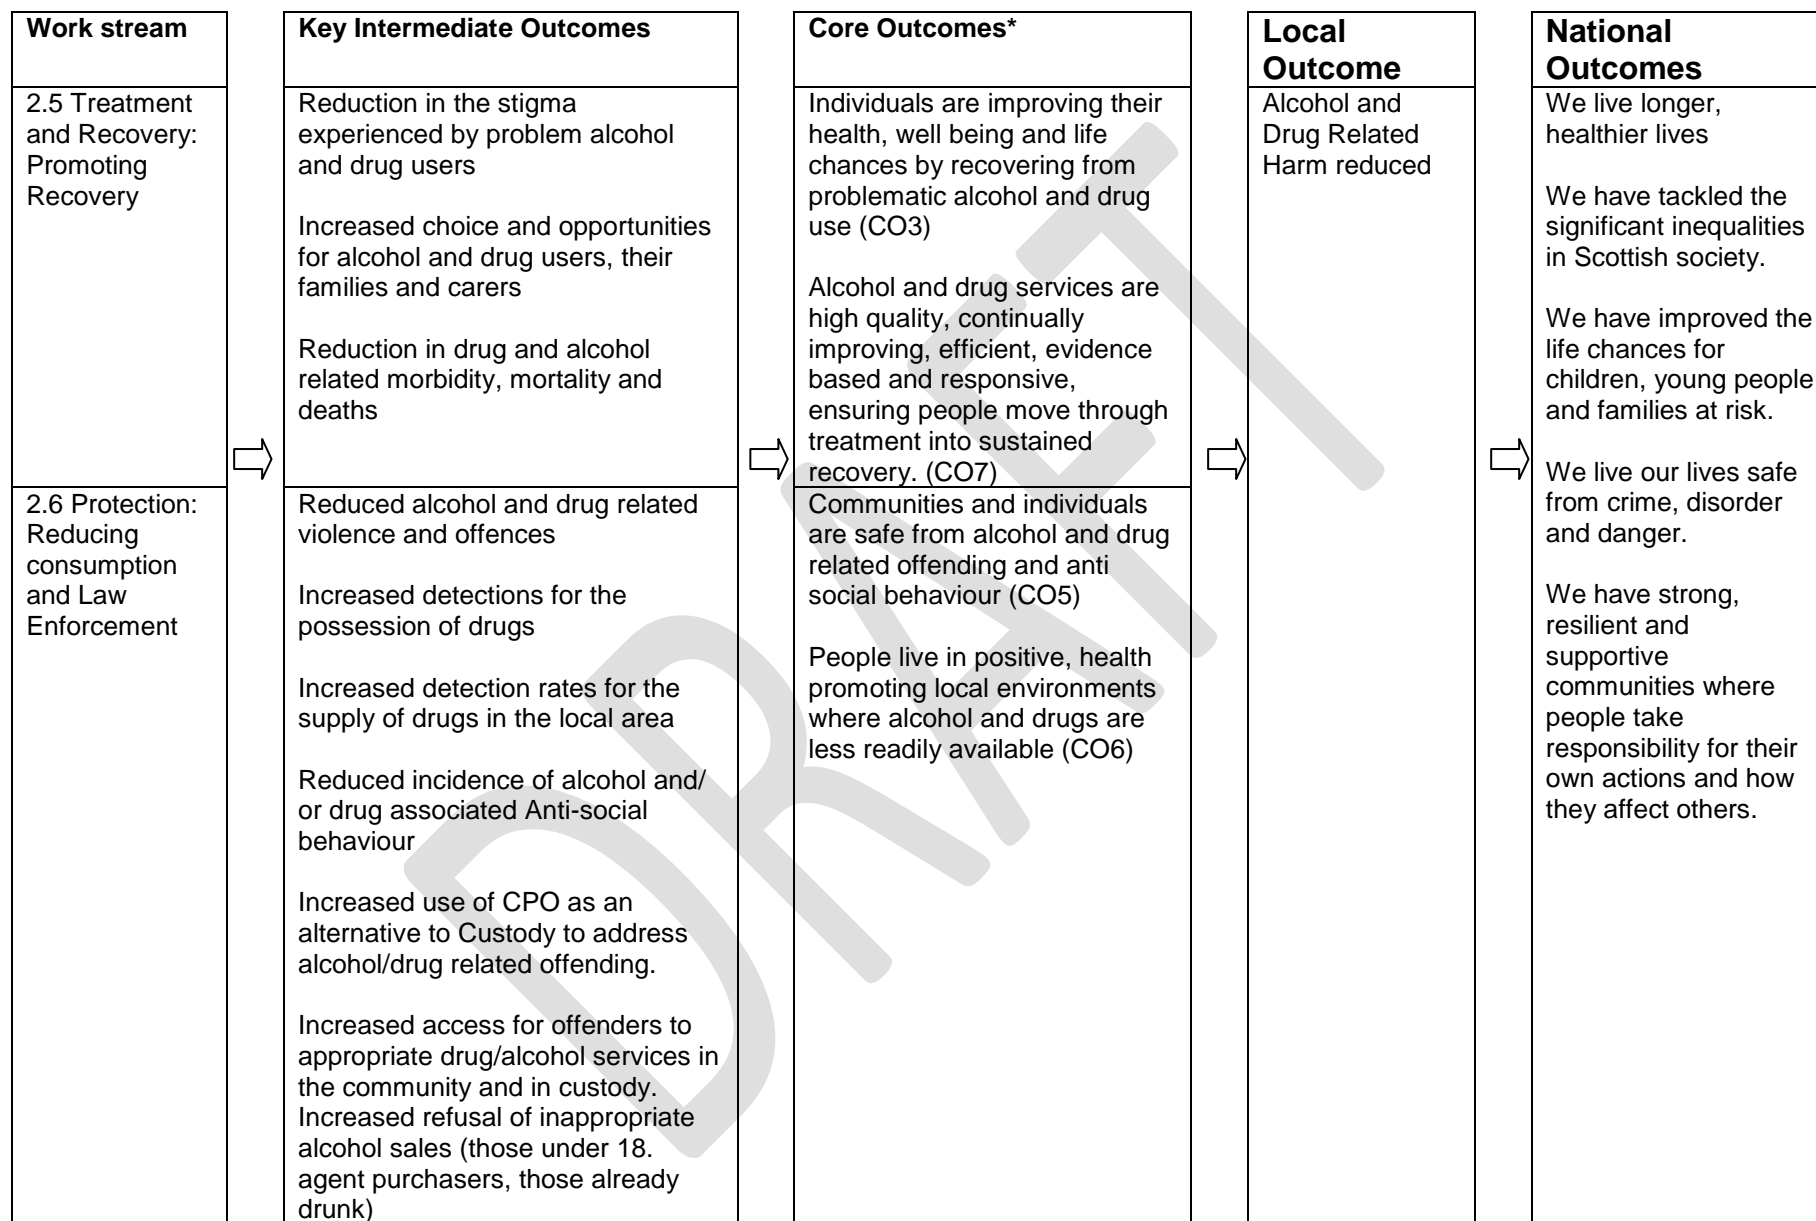 Work stream
Key Intermediate Outcomes
Core Outcomes*
Local
Outcome
National
Outcomes
2.5 Treatment
and Recovery:
Promoting
Recovery
Reduction in the stigma
experienced by problem alcohol
and drug users
Increased choice and opportunities
for alcohol and drug users, their
families and carers
Reduction in drug and alcohol
related morbidity, mortality and
deaths
Individuals are improving their
health, well being and life
chances by recovering from
problematic alcohol and drug
use (CO3)
Alcohol and drug services are
high quality, continually
improving, efficient, evidence
based and responsive,
ensuring people move through
treatment into sustained
recovery. (CO7)
Alcohol and
Drug Related
Harm reduced
We live longer,
healthier lives
We have tackled the
significant inequalities
in Scottish society.
We have improved the
life chances for
children, young people
and families at risk.
We live our lives safe
from crime, disorder
and danger.
We have strong,
resilient and
supportive
communities where
people take
responsibility for their
own actions and how
they affect others.
2.6 Protection:
Reducing
consumption
and Law
Enforcement
Reduced alcohol and drug related
violence and offences
Increased detections for the
possession of drugs
Increased detection rates for the
supply of drugs in the local area
Reduced incidence of alcohol and/
or drug associated Anti-social
behaviour
Increased use of CPO as an
alternative to Custody to address
alcohol/drug related offending.
Increased access for offenders to
appropriate drug/alcohol services in
the community and in custody.
Increased refusal of inappropriate
alcohol sales (those under 18.
agent purchasers, those already
drunk)
Communities and individuals
are safe from alcohol and drug
related offending and anti
social behaviour (CO5)
People live in positive, health
promoting local environments
where alcohol and drugs are
less readily available (CO6)
DRAFT